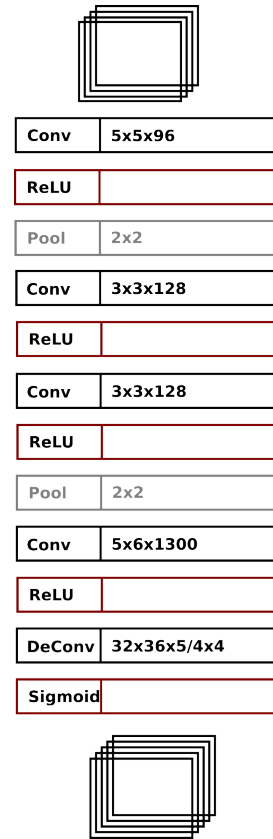 Conv 5x5x96
ReLU
Pool 2x2
Conv 3x3x128
ReLU
Conv 3x3x128
ReLU
Pool 2x2
Conv 5x6x1300
ReLU
DeConv 32x36x5/4x4
Sigmoid